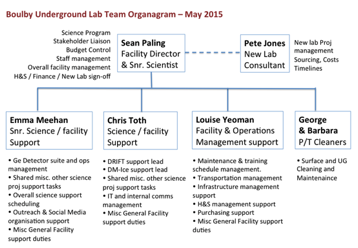 Boulby Underground Lab Team Organagram – May 2015
Science Program
Stakeholder Liaison
Budget Control
Staff management
Overall facility management
H&S / Finance / New Lab sign-off
Sean Paling
Facility Director
& Snr. Scientist
Pete Jones
New Lab
Consultant
New lab Proj
management
Sourcing, Costs
Timelines
Emma Meehan
Snr. Science / facility
Support
Chris Toth
Science / facility
Support
Louise Yeoman
Facility & Operations
Management support
George
& Barbara
P/T Cleaners
• Ge Detector suite and ops
management
• Shared misc. other science
proj support tasks
• Overall science support
scheduling
• Outreach & Social Media
organisation support
• Misc General Facility
support duties
• DRIFT support lead
• DM-Ice support lead
• Shared misc. other science
proj support tasks
• IT and internal comms
management
• Misc General Facility
support duties
• Maintenance & training
schedule management.
• Transportation management
• Infrastructure management
support
• H&S management support
• Purchasing support
• Misc General Facility support
duties
• Surface and UG
Cleaning and
Maintainance